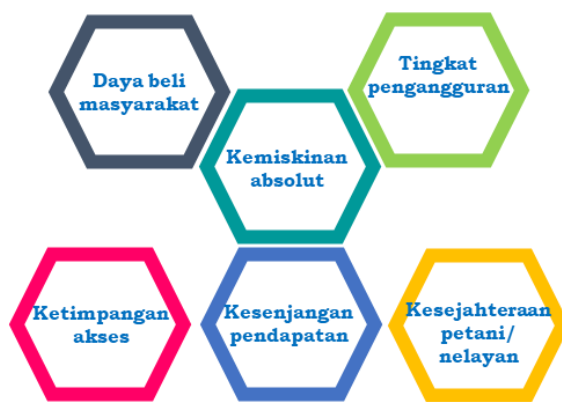 Daya beli
masyarakat
Tingkat
pengangguran
Kemiskinan
absolut
Ketimpangan
akses
Kesenjangan
pendapatan
Kesejahteraan
petani/
nelayan